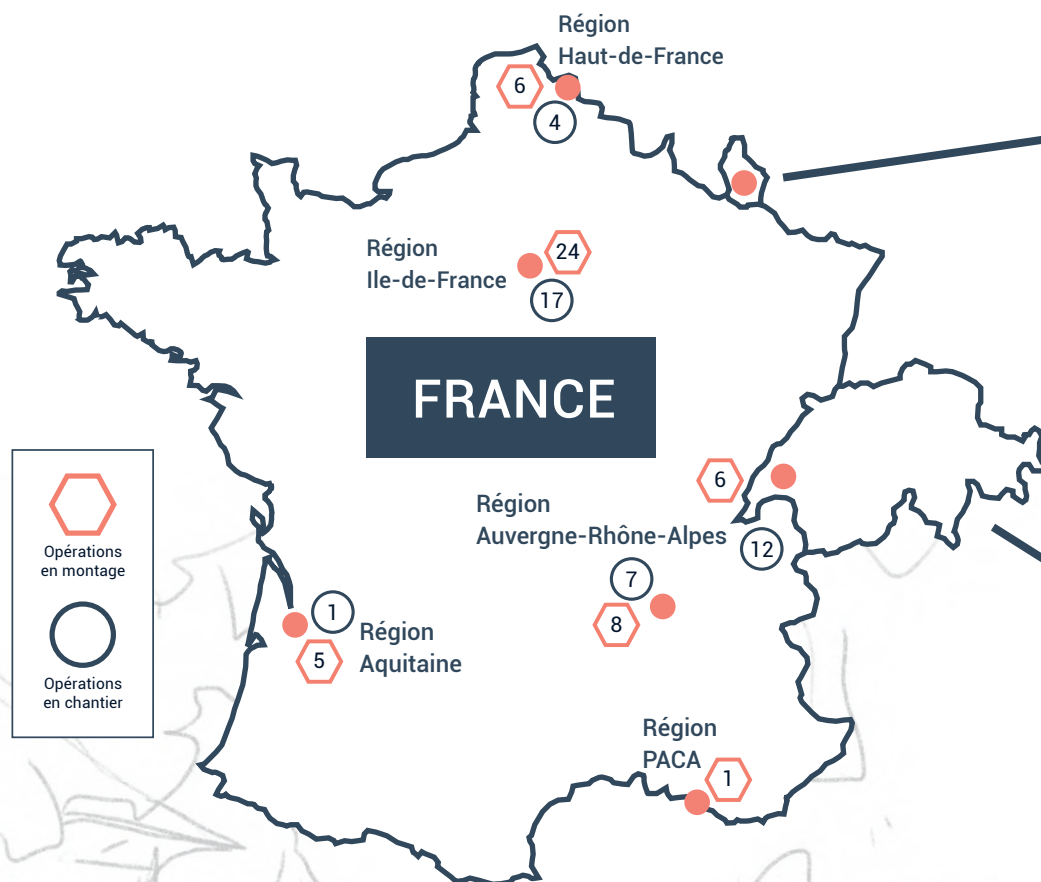 Région
Haut-de-France
6
4
Région
Ile-de-France
24
17
FRANCE
Région
Auvergne-Rhône-Alpes
6
12
7
8
Opérations
en montage
Opérations
en chantier
1
5
Région
Aquitaine
Région
PACA
1